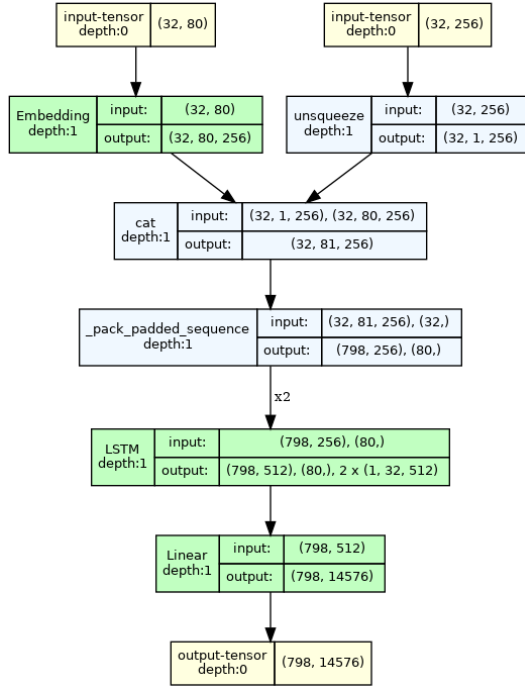 input-tensor
depth:0
(32, 80)
input-tensor
depth:0
(32, 256)
Embedding
depth:1
input:
(32, 80)
output:
(32, 80, 256)
unsqueeze
depth:1
input:
(32, 256)
output:
(32, 1, 256)
cat
depth:1
input:
(32, 1, 256), (32, 80, 256)
output:
(32, 81, 256)
_pack_padded_sequence
depth:1
input:
(32, 81, 256), (32,)
output:
(798, 256), (80,)
x2
LSTM
depth:1
input:
(798, 256), (80,)
output:
(798, 512), (80,), 2 x (1, 32, 512)
Linear
depth:1
input:
(798, 512)
output:
(798, 14576)
output-tensor
depth:0
(798, 14576)